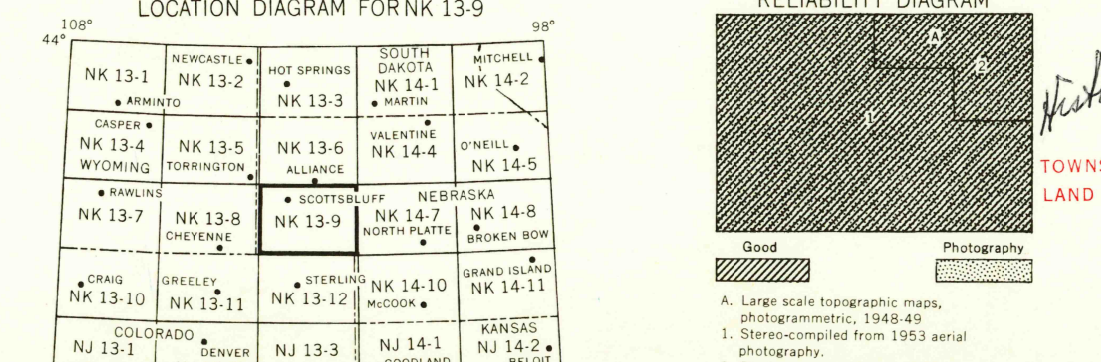 LOCATION DIAGRAM FOR NK 13-9
108° 98°
44°
NK 13-1
ARMINTO
NEWCASTLE
NK 13-2
HOT SPRINGS
NK 13-3
SOUTH
DAKOTA
NK 14-1
MARTIN
MITCHELL
NK 14-2
CASPER
NK 13-4
WYOMING
NK 13-5
TORRINGTON
NK 13-6
ALLIANCE
VALENTINE
NK 14-4
O'NEILL
NK 14-5
RAWLINS
NK 13-7
NK 13-8
CHEYENNE
SCOTTSBLUFF
NK 13-9
NEBRASKA
NK 14-7
NORTH PLATTE
NK 14-8
BROKEN BOW
CRAIG
NK 13-10
GREELEY
NK 13-11
STERLING
NK 13-12
NK 14-10
McCOOK
GRAND ISLAND
NK 14-11
COLORADO
NJ 13-1
DENVER
NJ 13-3
NJ 14-1
GOODLAND
KANSAS
NJ 14-2
BELOIT
RELIABILITY DIAGRAM
A
2
1
Good
Photography
A. Large scale topographic maps,
photogrammetric, 1948-49
1. Stereo-compiled from 1953 aerial
photography.
TOWNS
LAND